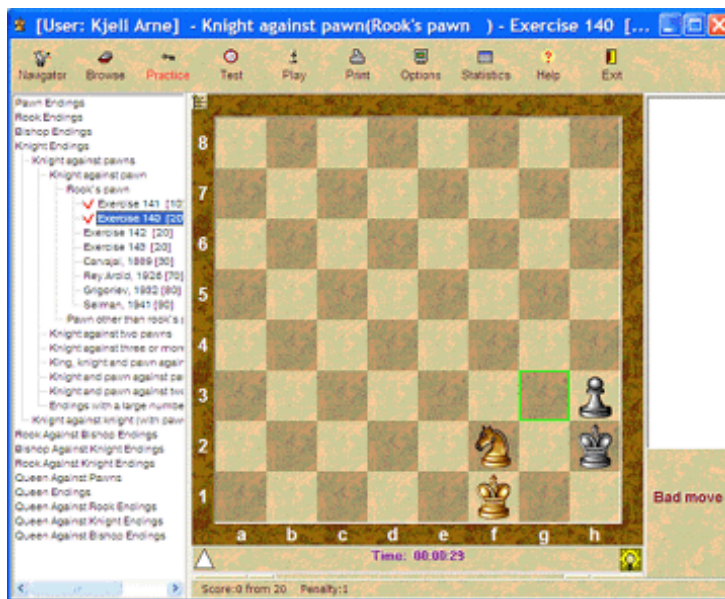 [User: Kjell Arne] - Knight against pawn(Rook's pawn ) - Exercise 140 [...
Navigator Browse Practice Test Play Print Options Statistics Help Exit
Pawn Endings
Rook Endings
Bishop Endings
Knight Endings
Knight against pawns
Knight against pawn
Rook's pawn
Exercise 141 [10]
Exercise 140 [20
Exercise 142 [20]
Exercise 143 [20]
Carvajal, 1889 [30]
Rey Ardid, 1926 [70]
Grigoriev, 1932 [80]
Selman, 1941 [90]
Pawn other than rook's p
Knight against two pawns
Knight against three or more
King, knight and pawn again
Knight and pawn against pa
Knight and pawn against two
Endings with a large numbe
Knight against knight (with pawn
Rook Against Bishop Endings
Bishop Against Knight Endings
Rook Against Knight Endings
Queen Against Pawns
Queen Endings
Queen Against Rook Endings
Queen Against Knight Endings
Queen Against Bishop Endings
8
7
6
5
4
3
2
1
a b c d e f g h
Bad move
Time: 00:00:29
Score:0 from 20 Penalty:1